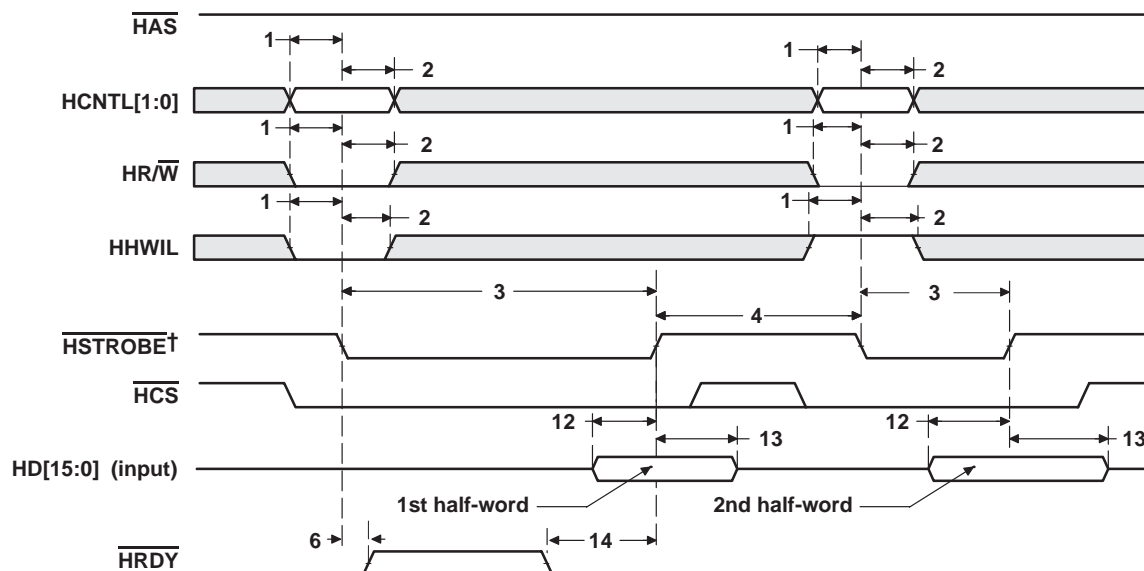 HAS
1
1
2
2
HCNTL[1:0]
1
1
2
2
HR/W
1
1
2
2
HHWIL
3
3
4
HSTROBE†
HCS
12
12
13
13
HD[15:0] (input)
1st half-word
2nd half-word
6
14
HRDY